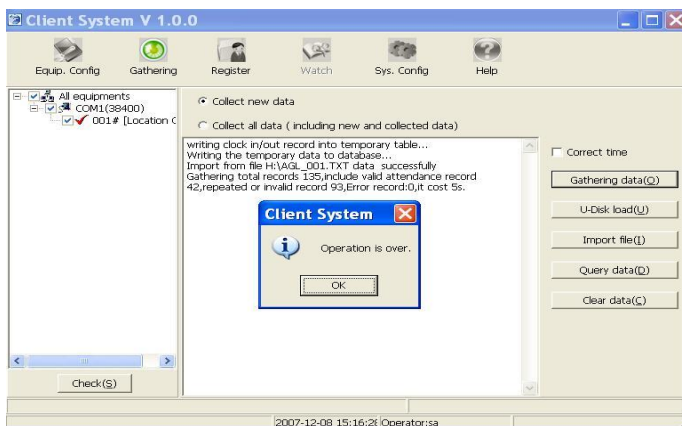 Client System V 1.0.0
Equip. Config
Gathering
Register
Watch
Sys. Config
Help
All equipments
COM1(38400)
001# [Location C
Collect new data
Collect all data ( including new and collected data)
writing clock in/out record into temporary table...
Writing the temporary data to database...
Import from file H:\AGL_001.TXT data successfully
Gathering total records 135,include valid attendance record
42,repeated or invalid record 93,Error record:0,it cost 5s.
Client System
Operation is over.
OK
Correct time
Gathering data(O)
U-Disk load(U)
Import file(I)
Query data(D)
Clear data(C)
Check(S)
2007-12-08 15:16:28 Operator:sa